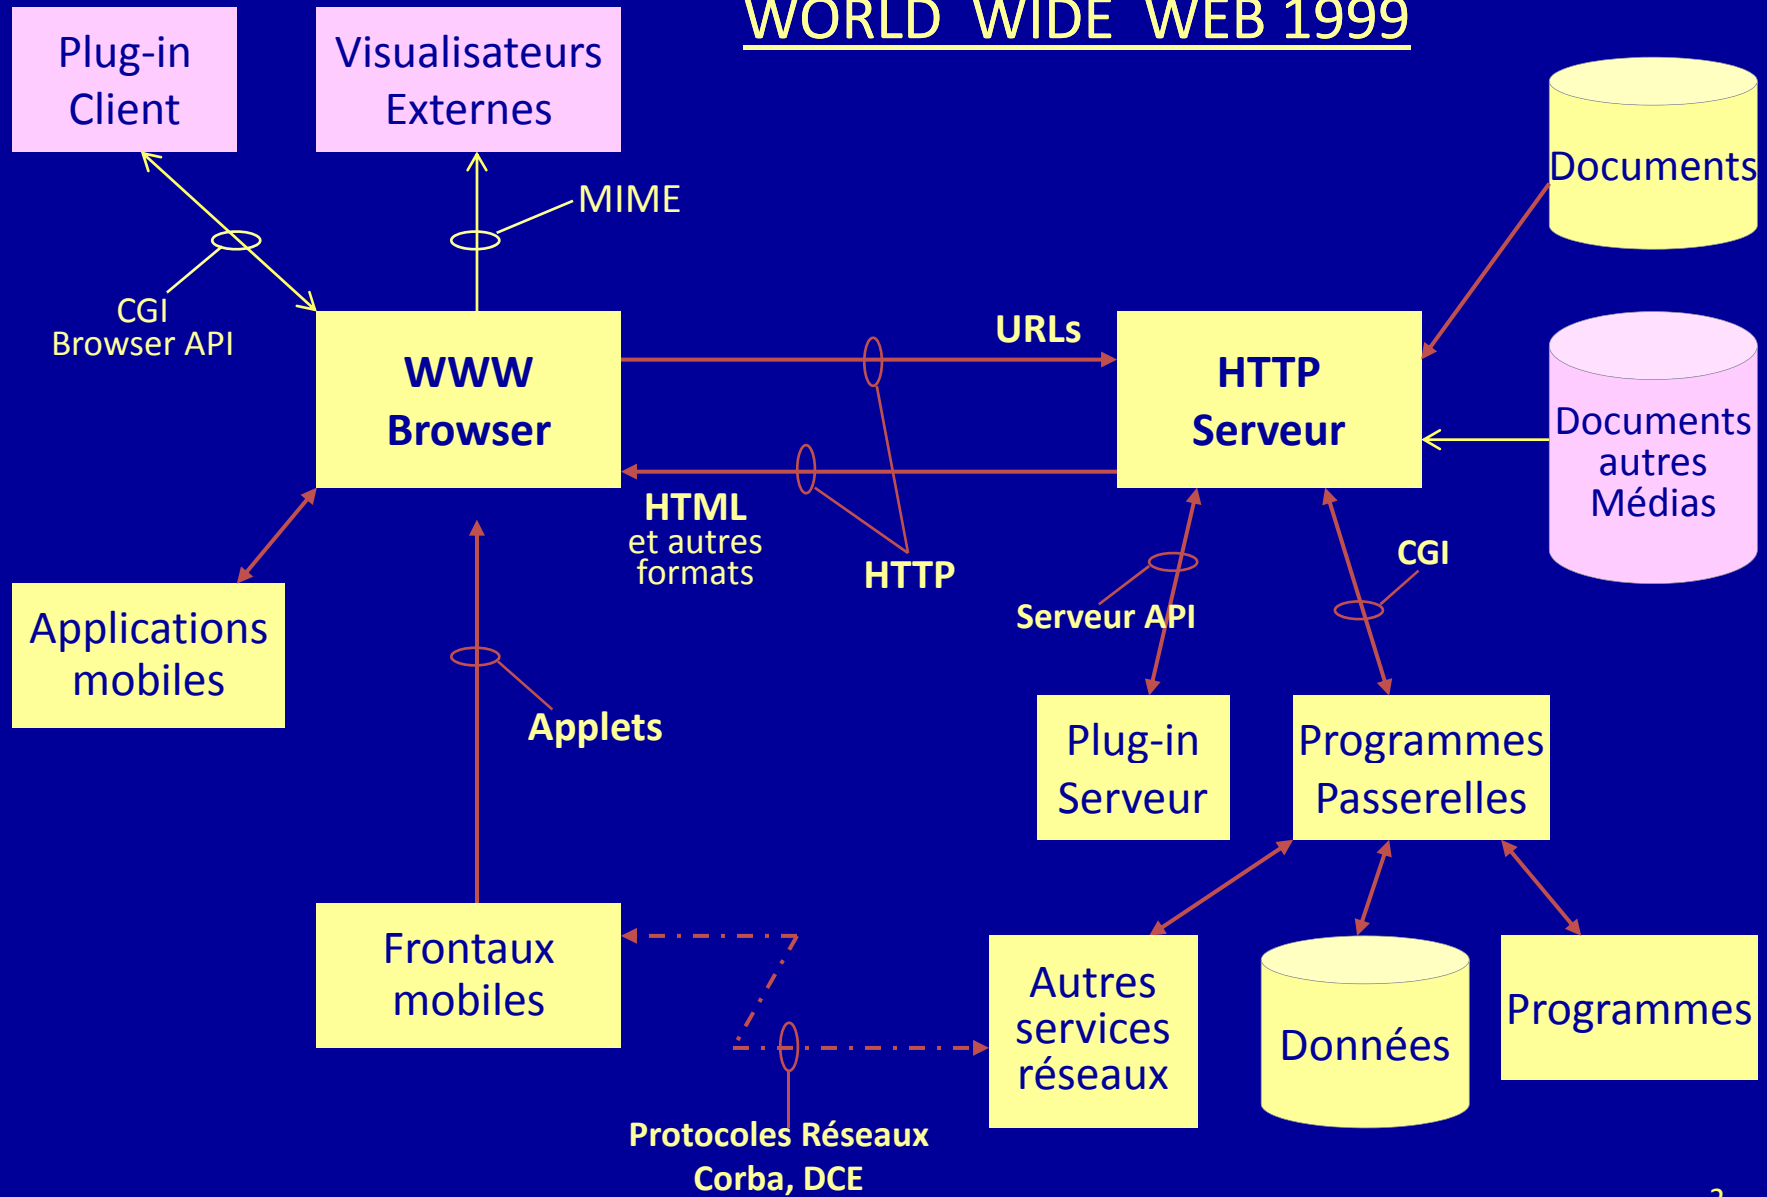 WORLD WIDE WEB 1999
Plug-in
Client
Visualisateurs
Externes
Documents
MIME
CGI
Browser API
WWW
Browser
URLs
HTTP
Serveur
Documents
autres
Médias
HTML
et autres
formats
HTTP
CGI
Serveur API
Applications
mobiles
Applets
Plug-in
Serveur
Programmes
Passerelles
Frontaux
mobiles
Autres
services
réseaux
Données
Programmes
Protocoles Réseaux
Corba, DCE